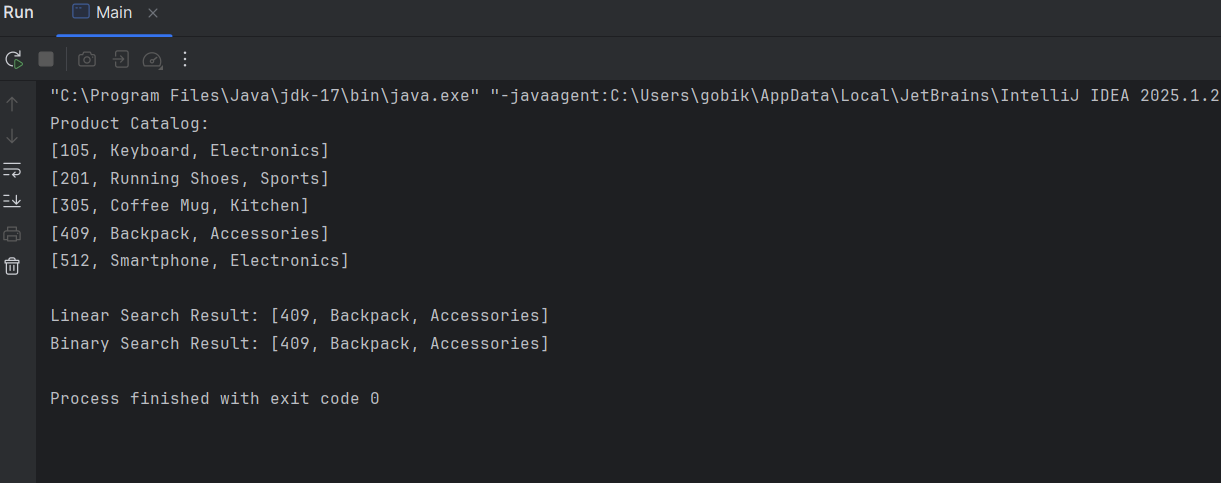 Run Main
"C:\Program Files\Java\jdk-17\bin\java.exe" "-javaagent:C:\Users\gobik\AppData\Local\JetBrains\IntelliJ IDEA 2025.1.2
Product Catalog:
[105, Keyboard, Electronics]
[201, Running Shoes, Sports]
[305, Coffee Mug, Kitchen]
[409, Backpack, Accessories]
[512, Smartphone, Electronics]
Linear Search Result: [409, Backpack, Accessories]
Binary Search Result: [409, Backpack, Accessories]
Process finished with exit code 0